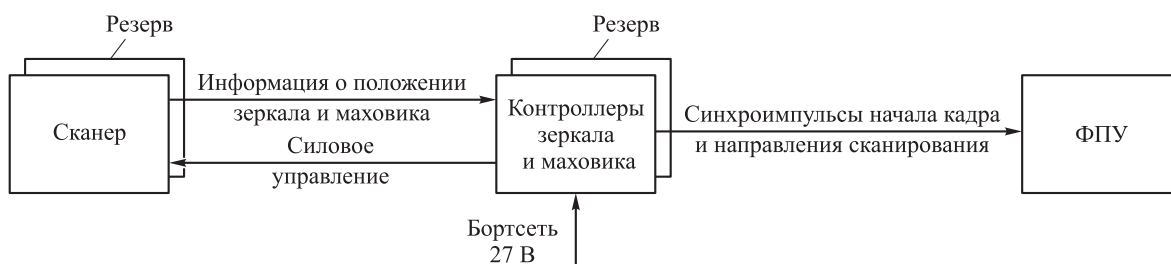 Резерв
Резерв
Сканер
Информация о положении
зеркала и маховика
Силовое
управление
Контроллеры
зеркала
и маховика
Синхроимпульсы начала кадра
и направления сканирования
ФПУ
Бортсеть
27 В